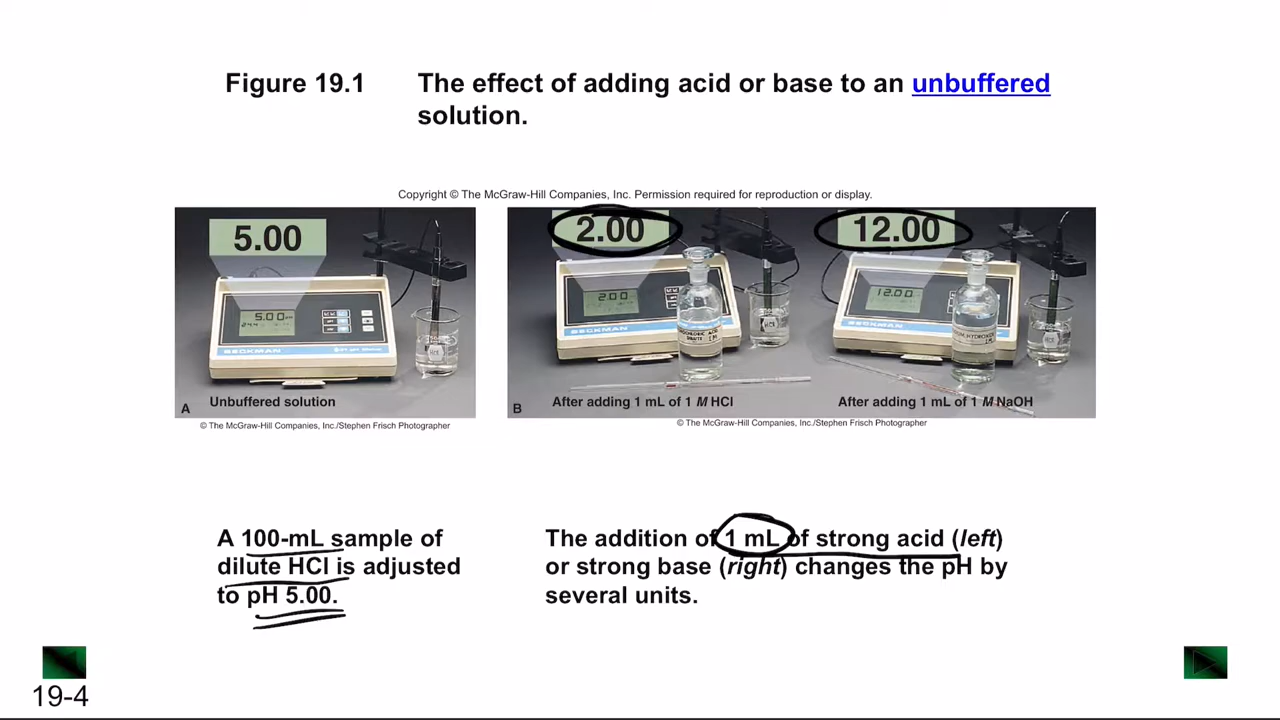 Figure 19.1
The effect of adding acid or base to an unbuffered
solution.
Copyright © The McGraw-Hill Companies, Inc. Permission required for reproduction or display.
5.00
5.00
BECKMAN
A
Unbuffered solution
© The McGraw-Hill Companies, Inc./Stephen Frisch Photographer
2.00
2.00
BECKMAN
B
After adding 1 mL of 1 M HCl
12.00
12.00
BECKMAN
After adding 1 mL of 1 M NaOH
© The McGraw-Hill Companies, Inc./Stephen Frisch Photographer
A 100-mL sample of
dilute HCl is adjusted
to pH 5.00.
The addition of 1 mL of strong acid (left)
or strong base (right) changes the pH by
several units.
19-4